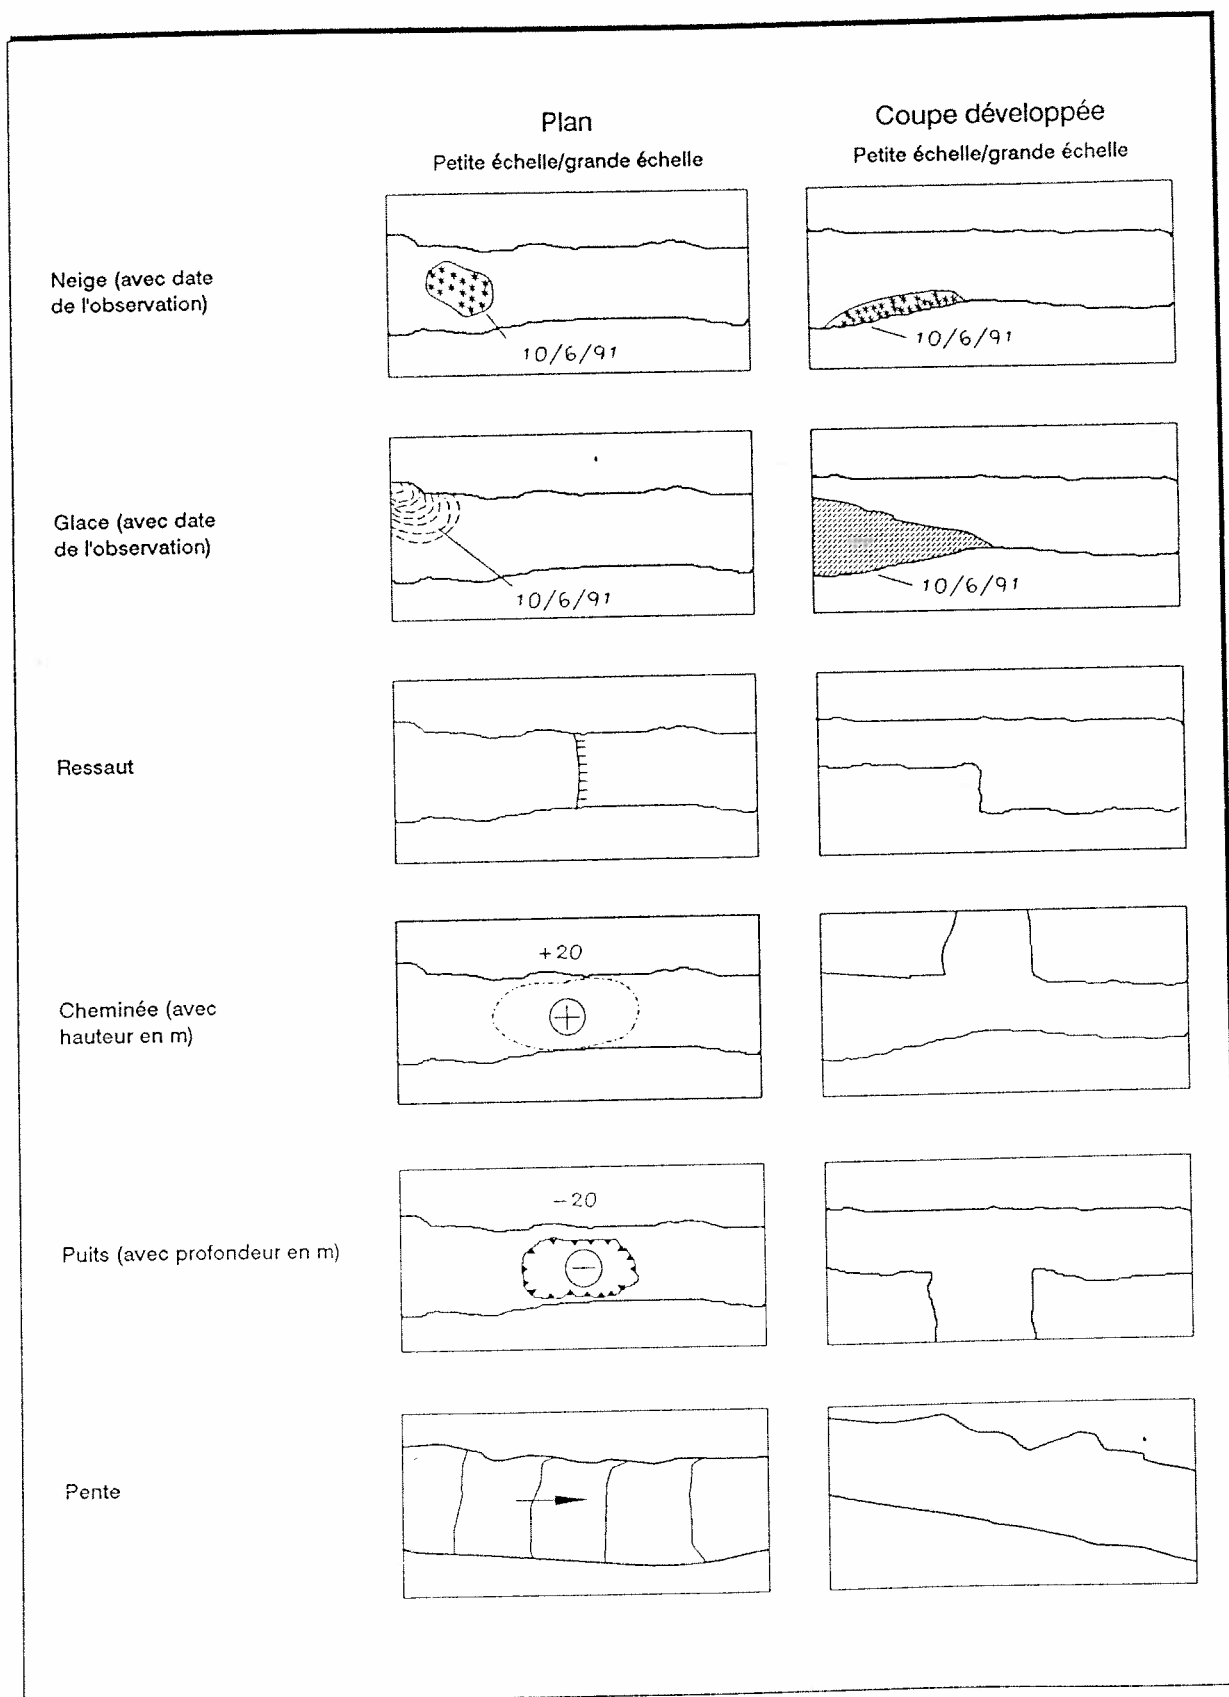 Plan
Petite échelle/grande échelle
Coupe développée
Petite échelle/grande échelle
Neige (avec date
de l'observation)
10/6/91
10/6/91
Glace (avec date
de l'observation)
10/6/91
10/6/91
Ressaut
Cheminée (avec
hauteur en m)
+20
Puits (avec profondeur en m)
-20
Pente